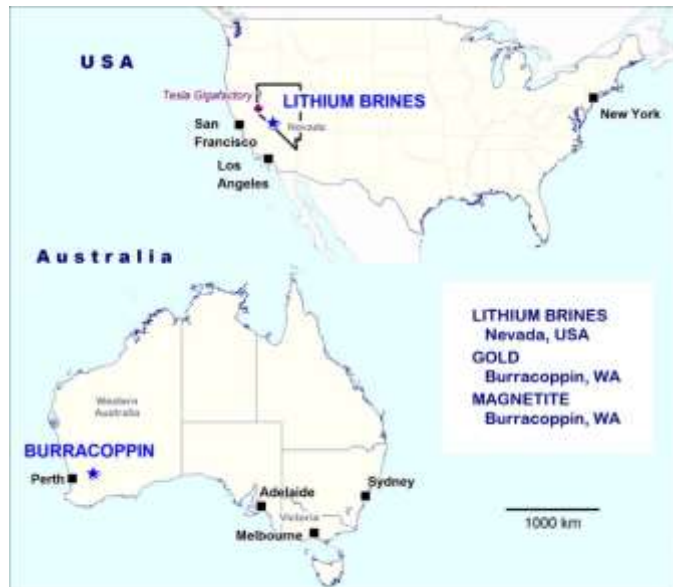 USA
Tesla Gigafactory
LITHIUM BRINES
Nevada
San
Francisco
New York
Los
Angeles
Australia
LITHIUM BRINES
Nevada, USA
GOLD
Burracoppin, WA
MAGNETITE
Burracoppin, WA
Western
Australia
BURRACOPPIN
Perth
Adelaide
Sydney
Victoria
Melbourne
1000 km